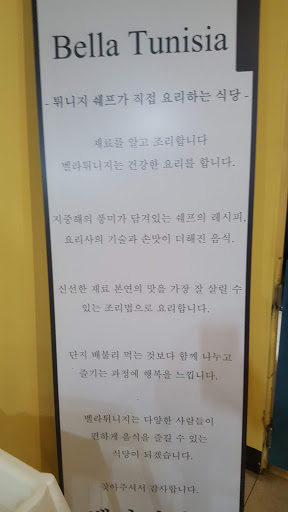 Bella Tunisia
- 튀니지 쉐프가 직접 요리하는 식당 -
재료를 알고 조리합니다
벨라튀니지는 건강한 요리를 합니다.
지중해의 풍미가 담겨있는 쉐프의 레시피,
요리사의 기술과 손맛이 더해진 음식.
신선한 재료 본연의 맛을 가장 잘 살릴 수
있는 조리법으로 요리합니다.
단지 배불리 먹는 것보다 함께 나누고
즐기는 과정에 행복을 느낍니다.
벨라튀니지는 다양한 사람들이
편하게 음식을 즐길 수 있는
식당이 되겠습니다.
찾아주셔서 감사합니다.